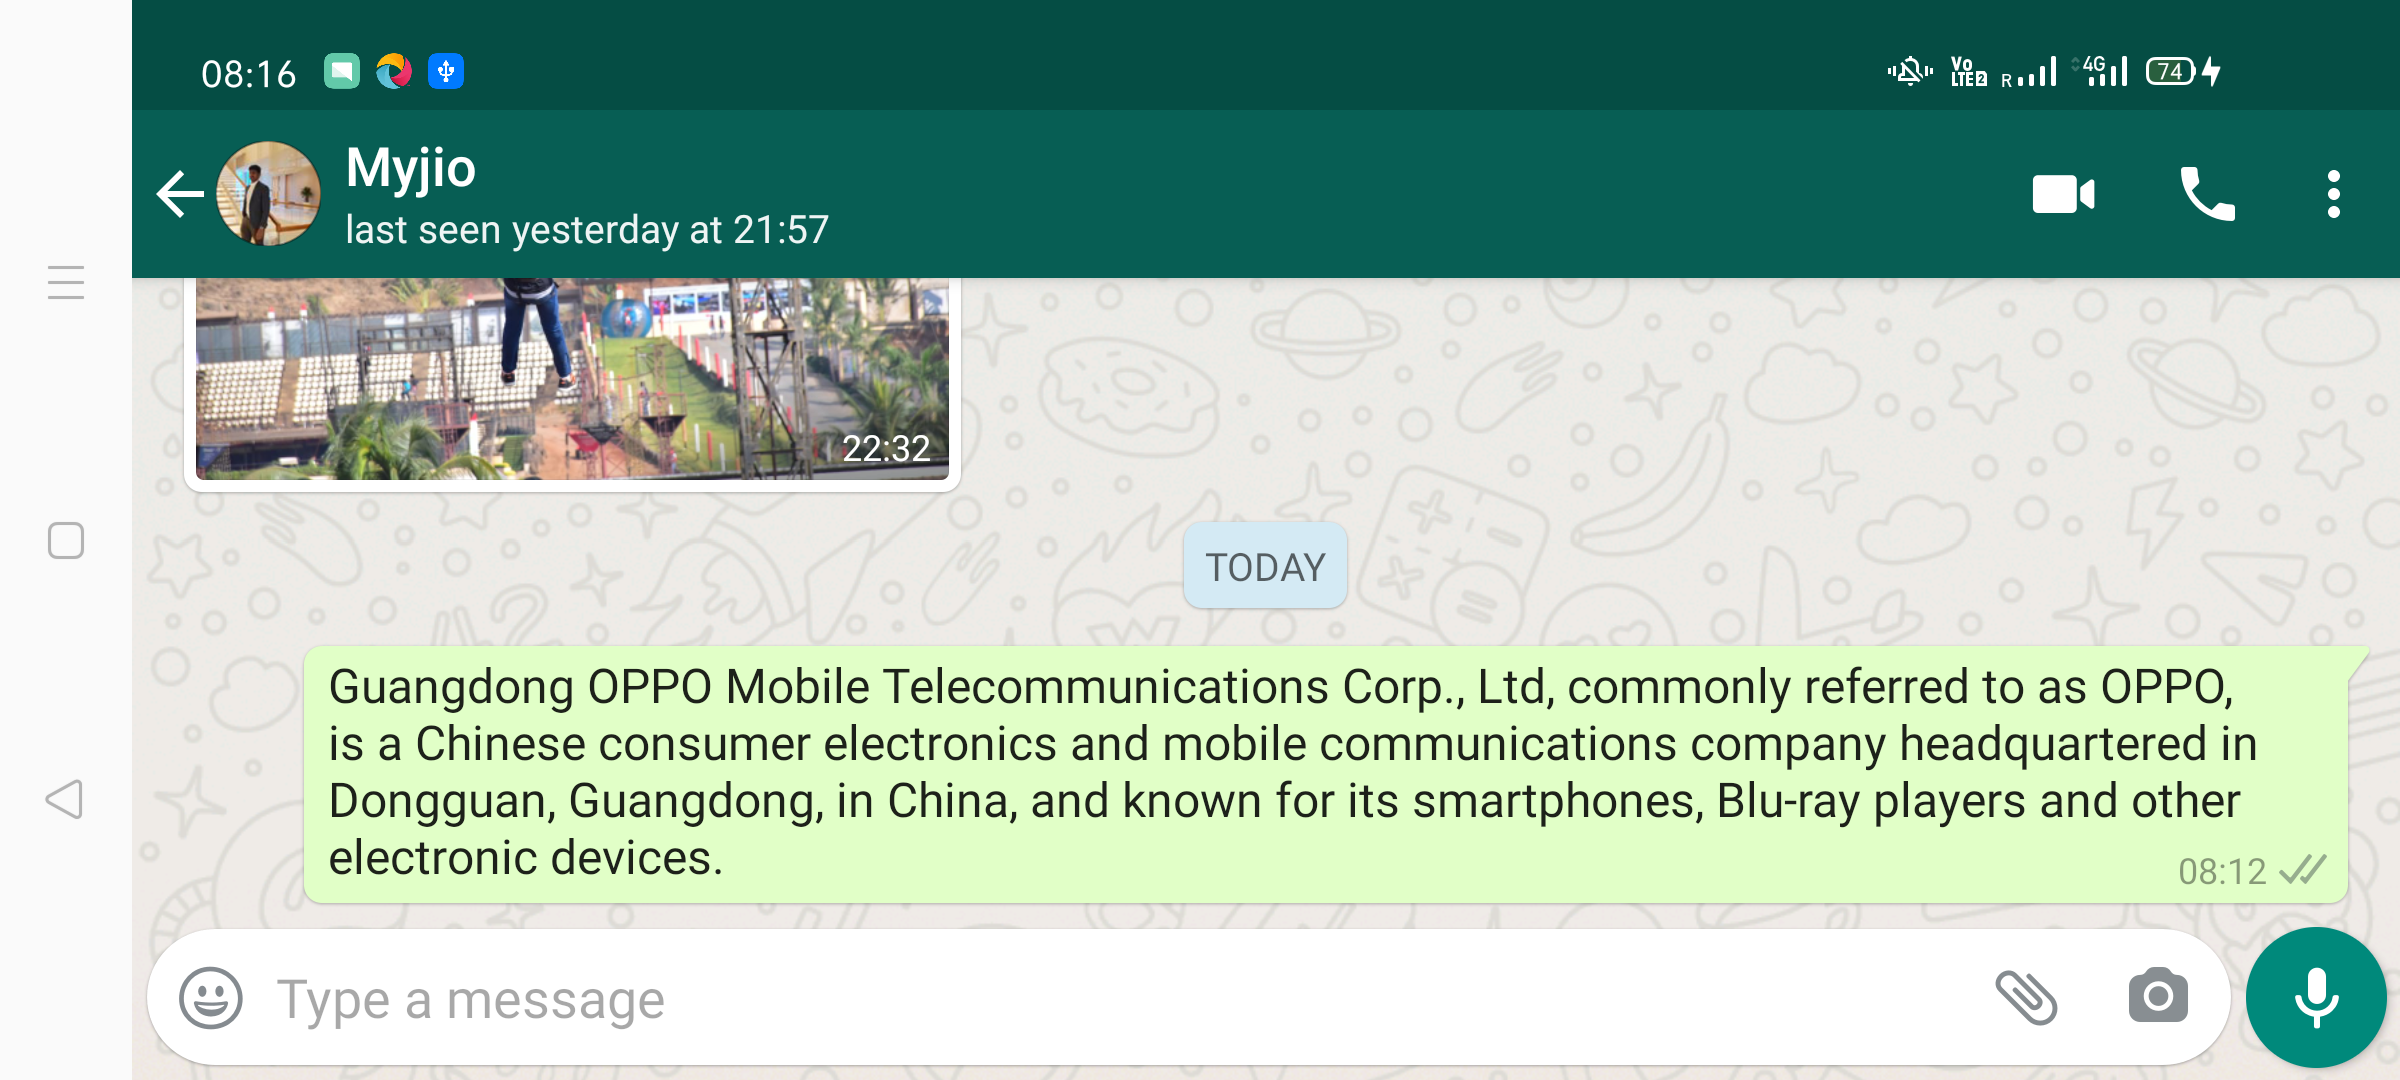 08:16
Vo
LTE2
R
4G
74
Myjio
last seen yesterday at 21:57
22:32
TODAY
Guangdong OPPO Mobile Telecommunications Corp., Ltd, commonly referred to as OPPO,
is a Chinese consumer electronics and mobile communications company headquartered in
Dongguan, Guangdong, in China, and known for its smartphones, Blu-ray players and other
electronic devices.
08:12
Type a message